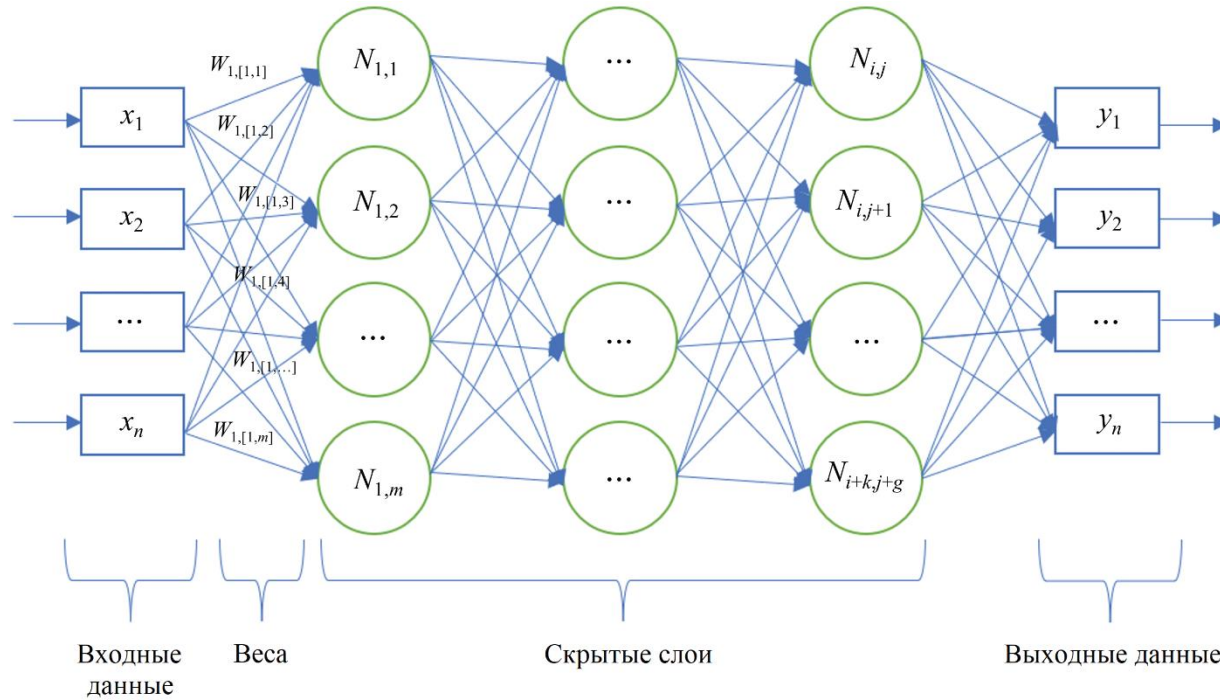 W1,[1,1]
N1,1
...
Ni,j
x1
W1,[1,2]
y1
x2
W1,[1,3]
N1,2
...
Ni,j+1
y2
W1,[1,4]
...
...
...
...
...
W1,[1,...]
xn
W1,[1,m]
yn
N1,m
...
Ni+k,j+g
Входные
данные
Веса
Скрытые слои
Выходные данные